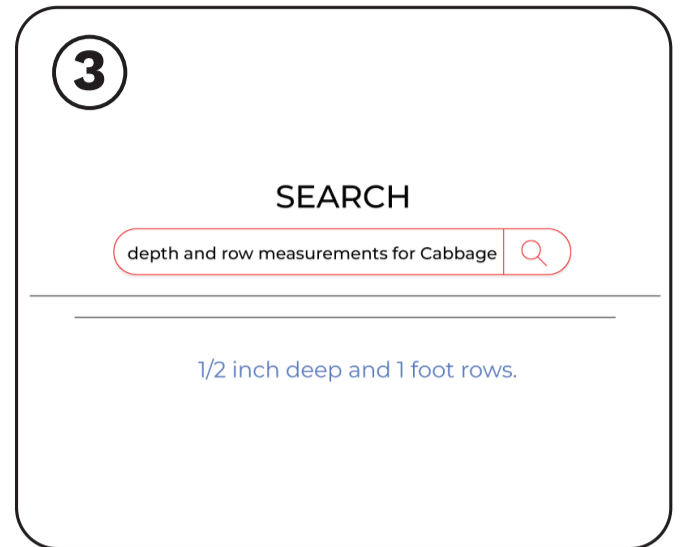 3
SEARCH
depth and row measurements for Cabbage
1/2 inch deep and 1 foot rows.